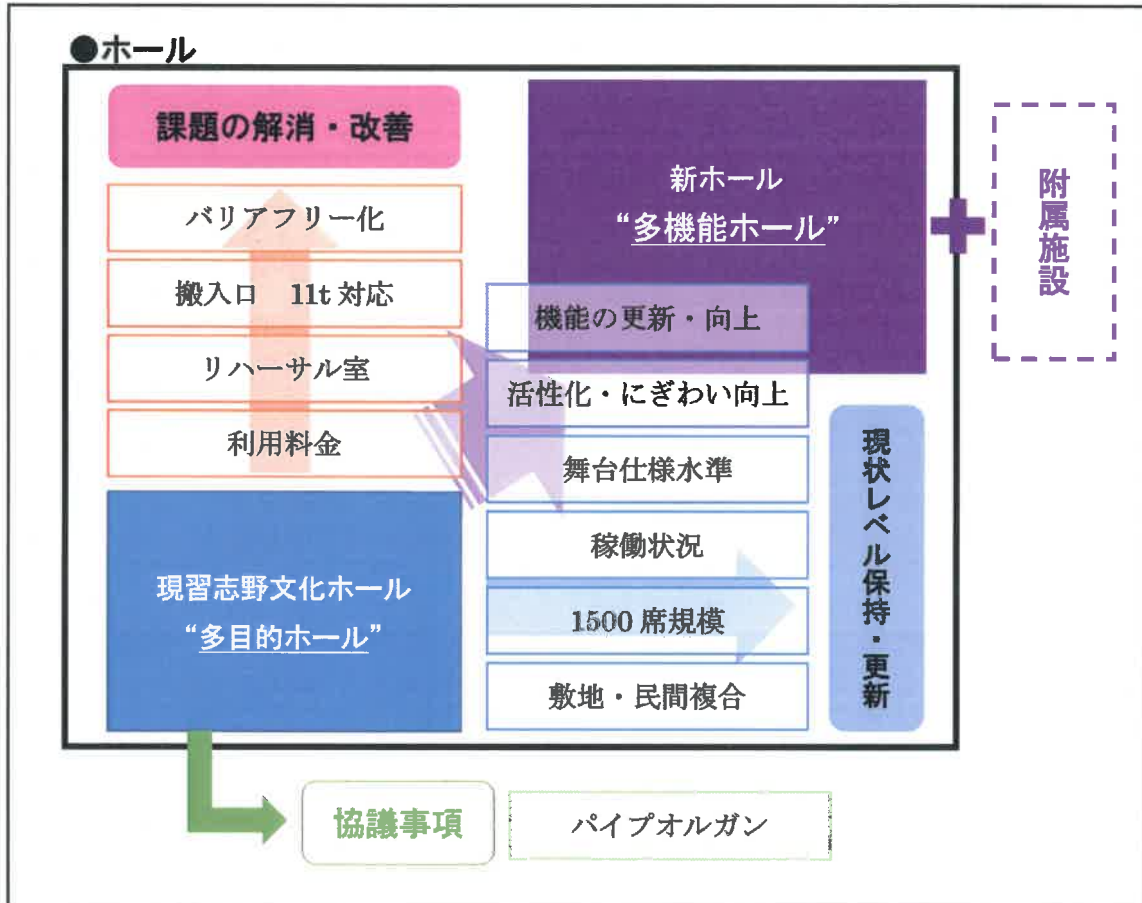 ●ホール
課題の解消・改善
バリアフリー化
搬入口　11t 対応
リハーサル室
利用料金
現習志野文化ホール
“多目的ホール”
新ホール
“多機能ホール”
機能の更新・向上
活性化・にぎわい向上
舞台仕様水準
稼働状況
1500 席規模
敷地・民間複合
現状レベル保持・更新
附属施設
協議事項
パイプオルガン